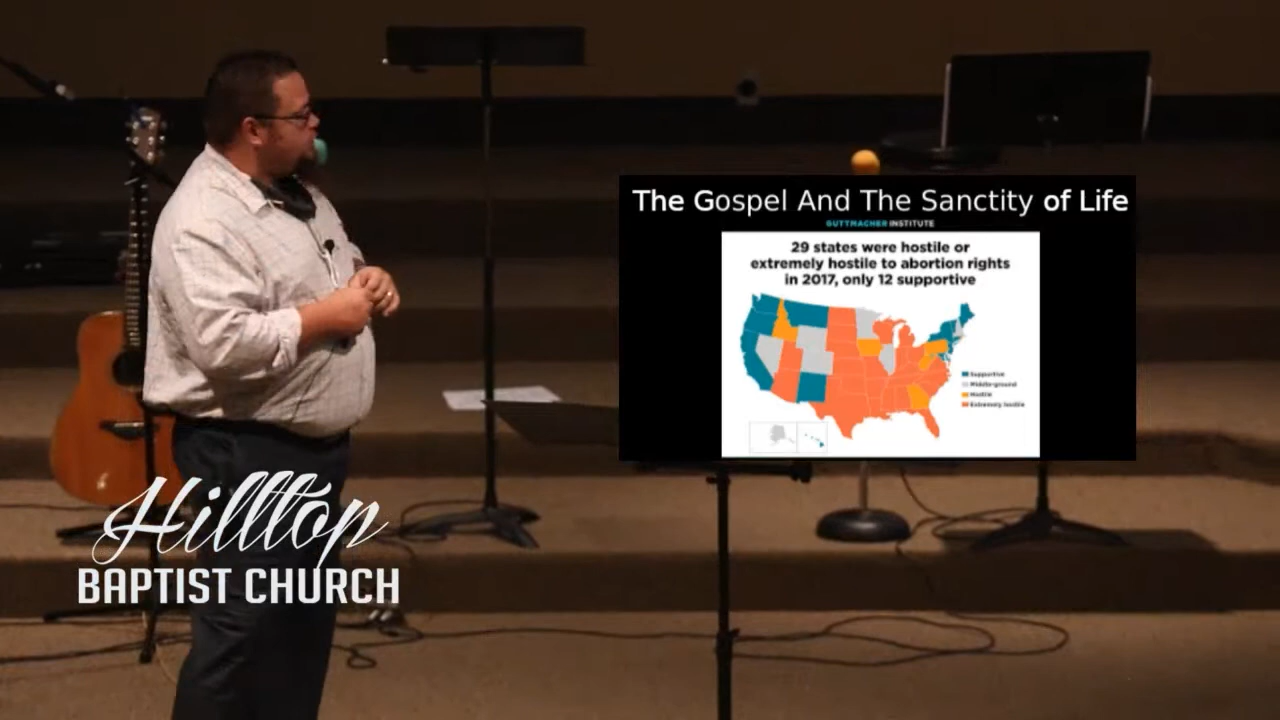 The Gospel And The Sanctity of Life
GUTTMACHER INSTITUTE
29 states were hostile or
extremely hostile to abortion rights
in 2017, only 12 supportive
Supportive
Middle-ground
Hostile
Extremely hostile
Hilltop
BAPTIST CHURCH